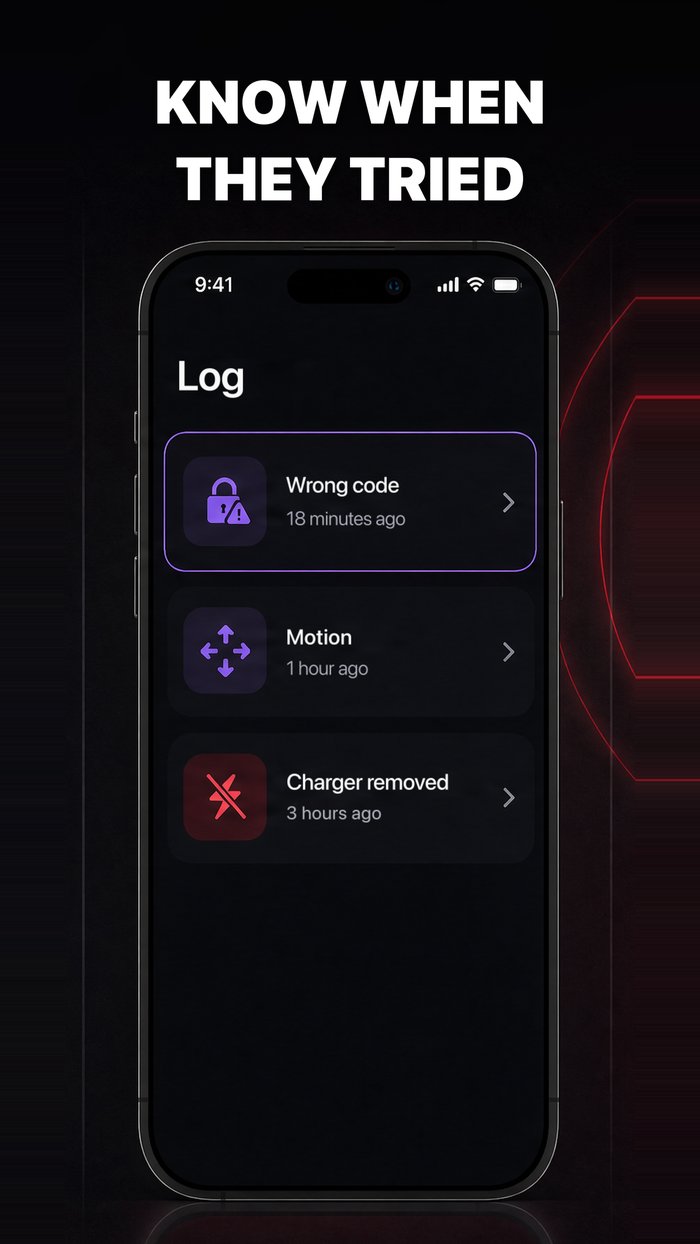 KNOW WHEN
THEY TRIED
9:41
Log
Wrong code
18 minutes ago
Motion
1 hour ago
Charger removed
3 hours ago